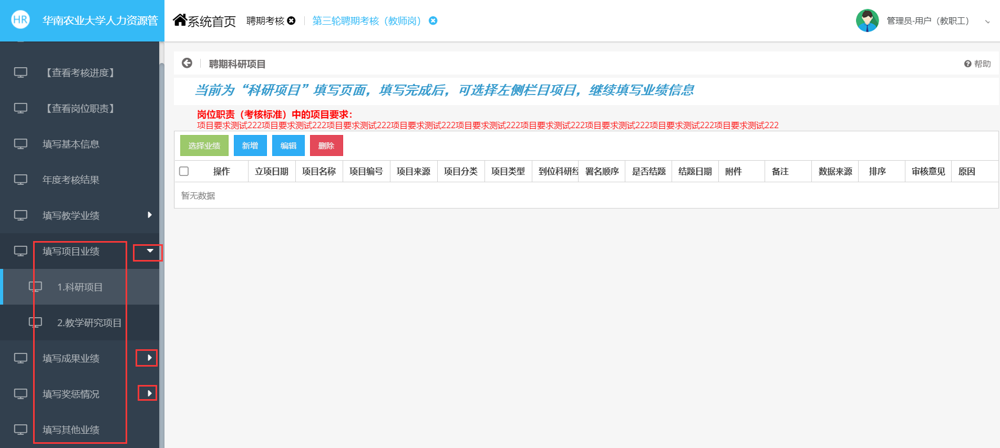 HR 华南农业大学人力资源管
系统首页 聘期考核 第三轮聘期考核（教师岗）
管理员-用户（教职工）
【查看考核进度】
【查看岗位职责】
填写基本信息
年度考核结果
填写教学业绩
填写项目业绩
1.科研项目
2.教学研究项目
填写成果业绩
填写奖惩情况
填写其他业绩
聘期科研项目
帮助
当前为“科研项目”填写页面，填写完成后，可选择左侧栏目项目，继续填写业绩信息
岗位职责（考核标准）中的项目要求：
项目要求测试222项目要求测试222项目要求测试222项目要求测试222项目要求测试222项目要求测试222项目要求测试222项目要求测试222项目要求测试222
选择业绩 新增 编辑 删除
操作 立项日期 项目名称 项目编号 项目来源 项目分类 项目类型 到位科研经 署名顺序 是否结题 结题日期 附件 备注 数据来源 排序 审核意见 原因
暂无数据